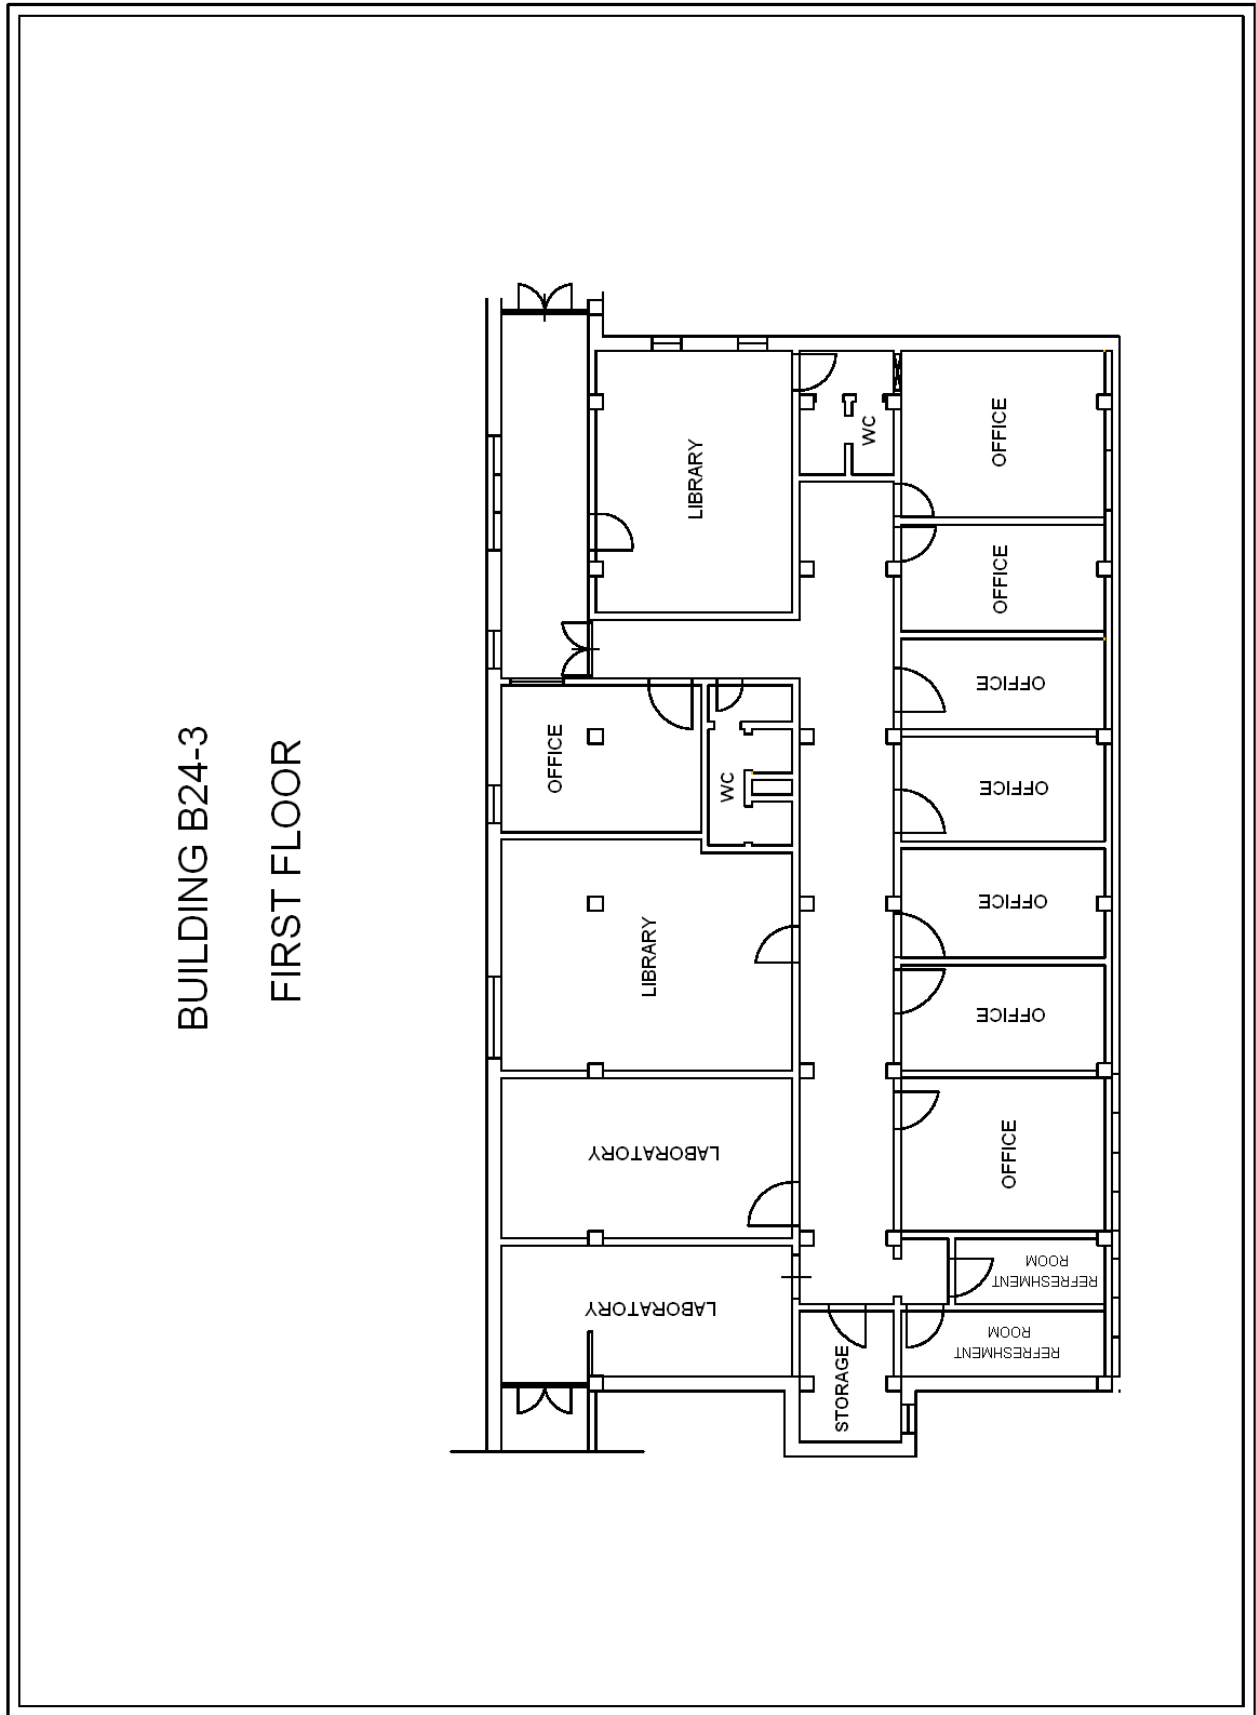 BUILDING B24-3
FIRST FLOOR
OFFICE
LABORATORY
LABORATORY
LIBRARY
WC
LIBRARY
STORAGE
WC
REFRESHMENT
ROOM
REFRESHMENT
ROOM
OFFICE
OFFICE
OFFICE
OFFICE
OFFICE
OFFICE
OFFICE